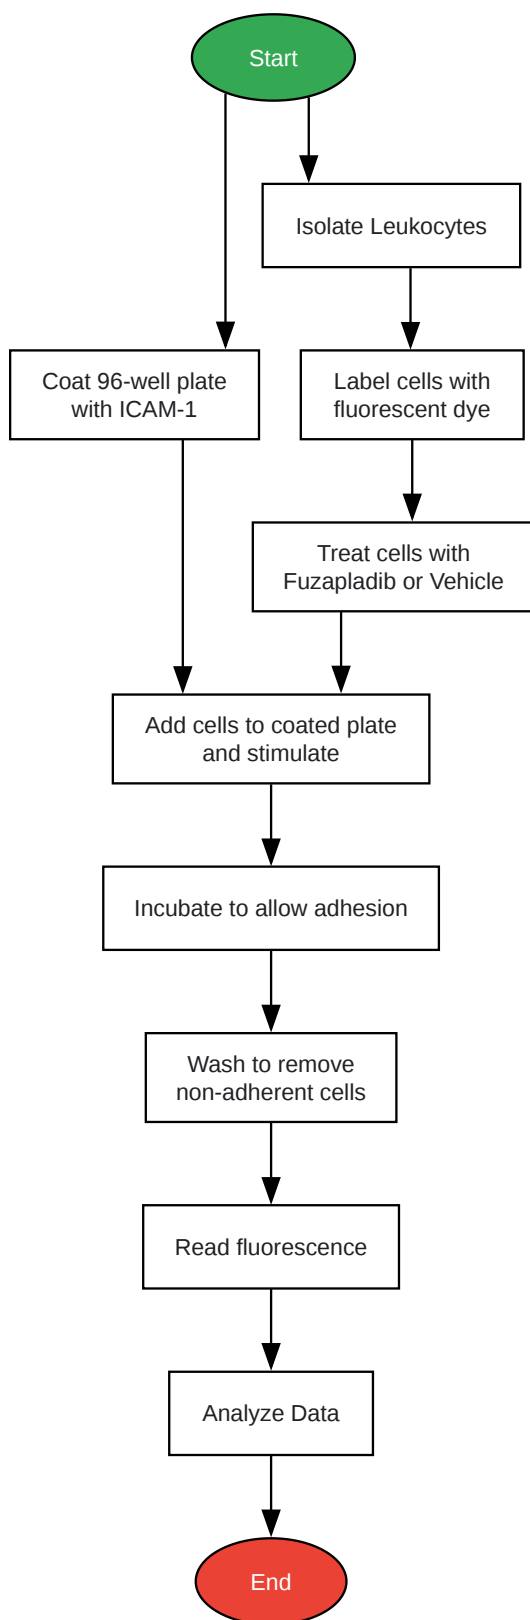 Start
Isolate Leukocytes
Coat 96-well plate
with ICAM-1
Label cells with
fluorescent dye
Treat cells with
Fuzapladib or Vehicle
Add cells to coated plate
and stimulate
Incubate to allow adhesion
Wash to remove
non-adherent cells
Read fluorescence
Analyze Data
End